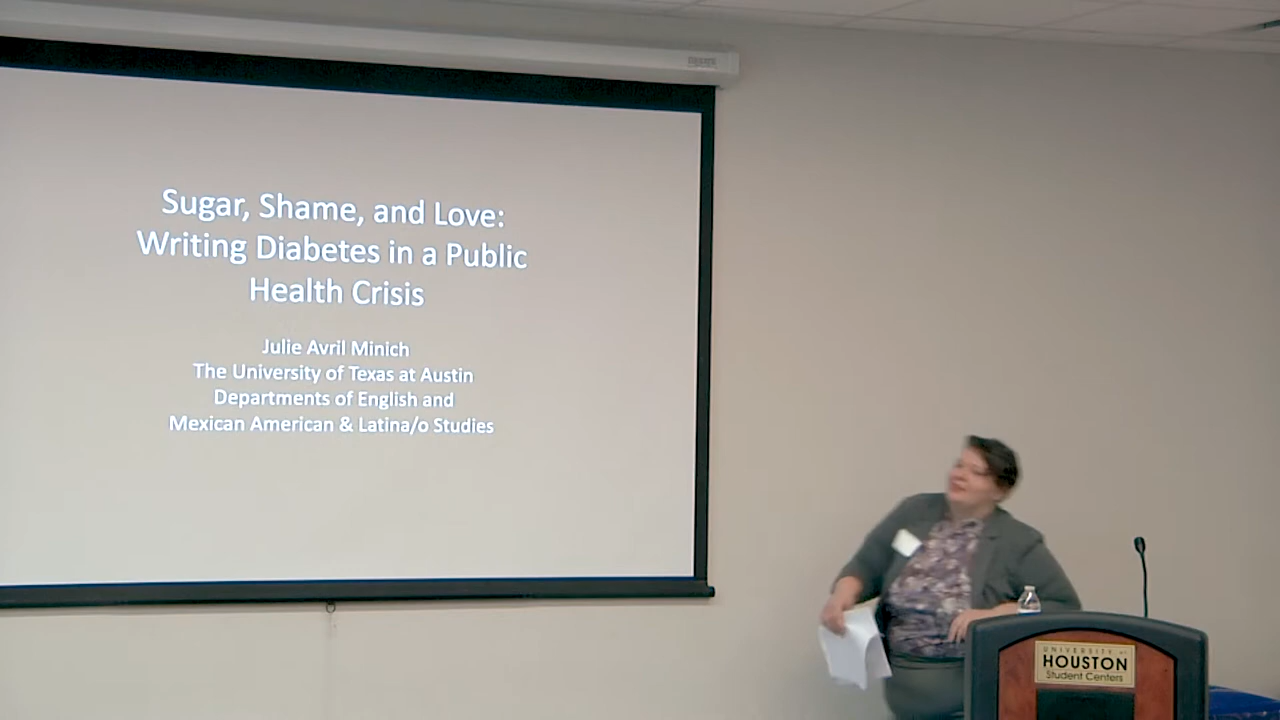 Sugar, Shame, and Love:
Writing Diabetes in a Public
Health Crisis
Julie Avril Minich
The University of Texas at Austin
Departments of English and
Mexican American & Latina/o Studies
UNIVERSITY of
HOUSTON
Student Centers